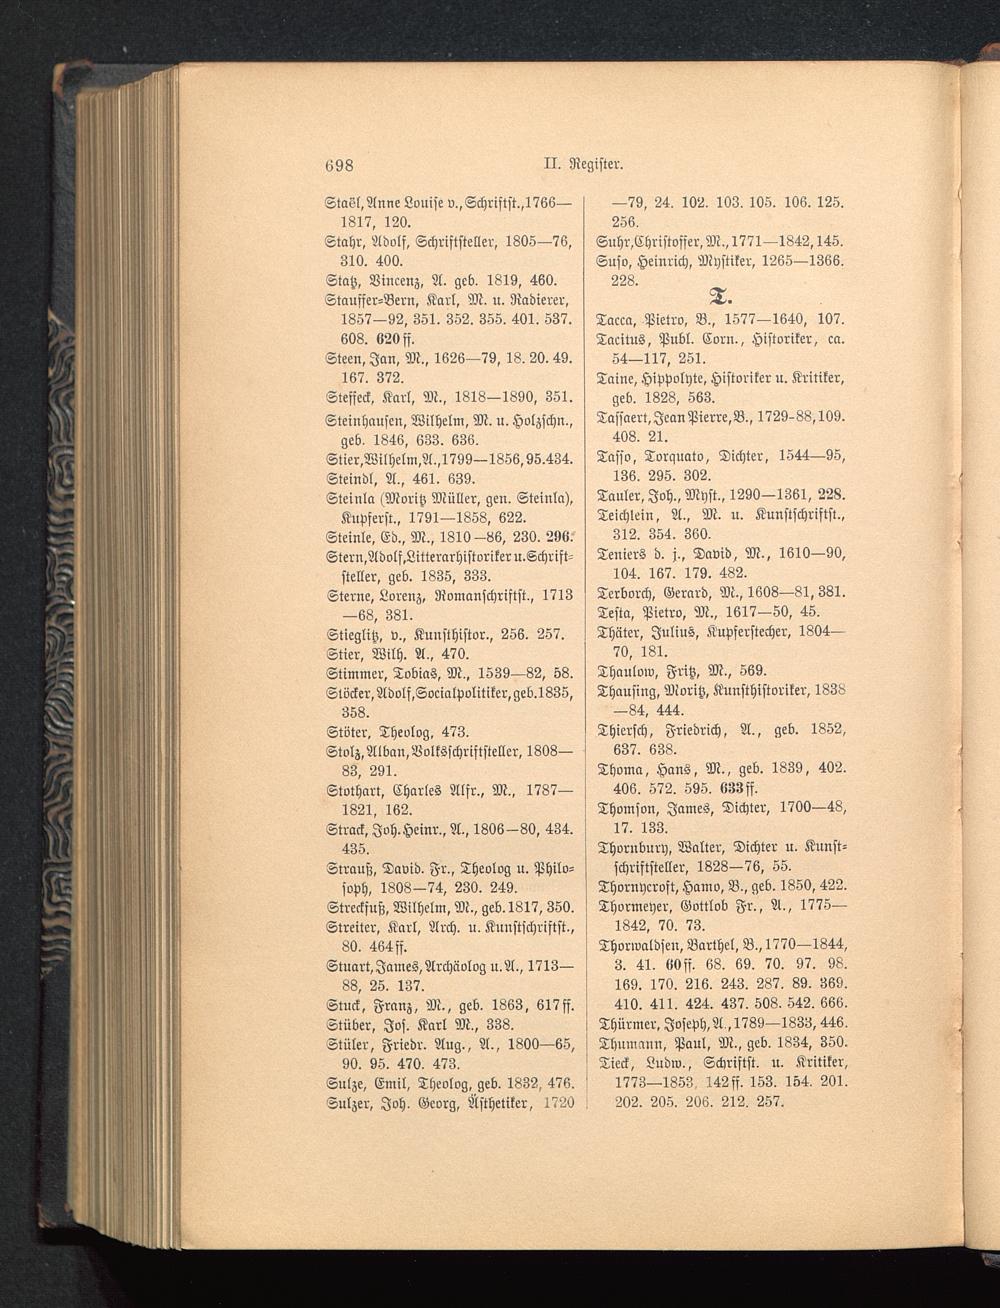 698
II. Register.
Staël, Anne Louise v., Schriftst., 1766—
1817, 120.
Stahr, Adolf, Schriftsteller, 1805—76,
310. 400.
Statz, Vincenz, A. geb. 1819, 460.
Stauffer-Bern, Karl, M. u. Radierer,
1857—92, 351. 352. 355. 401. 537.
608. 620 ff.
Steen, Jan, M., 1626—79, 18. 20. 49.
167. 372.
Steffeck, Karl, M., 1818—1890, 351.
Steinhausen, Wilhelm, M. u. Holzschn.,
geb. 1846, 633. 636.
Stier, Wilhelm, A., 1799—1856, 95. 434.
Steindl, A., 461. 639.
Steinla (Moritz Müller, gen. Steinla),
Kupferst., 1791—1858, 622.
Steinle, Ed., M., 1810—86, 230. 296.
Stern, Adolf, Litterarhistoriker u. Schrift-
steller, geb. 1835, 333.
Sterne, Lorenz, Romanschriftst., 1713
—68, 381.
Stieglitz, v., Kunsthistor., 256. 257.
Stier, Wilh. A., 470.
Stimmer, Tobias, M., 1539—82, 58.
Stöcker, Adolf, Socialpolitiker, geb. 1835,
358.
Stöter, Theolog, 473.
Stolz, Alban, Volksschriftsteller, 1808—
83, 291.
Stothart, Charles Alfr., M., 1787—
1821, 162.
Strack, Joh. Heinr., A., 1806—80, 434.
435.
Strauß, David. Fr., Theolog u. Philo-
soph, 1808—74, 230. 249.
Streckfuß, Wilhelm, M., geb. 1817, 350.
Streiter, Karl, Arch. u. Kunstschriftst.,
80. 464 ff.
Stuart, James, Archäolog u. A., 1713—
88, 25. 137.
Stuck, Franz, M., geb. 1863, 617 ff.
Stüber, Jos. Karl M., 338.
Stüler, Friedr. Aug., A., 1800—65,
90. 95. 470. 473.
Sulze, Emil, Theolog, geb. 1832, 476.
Sulzer, Joh. Georg, Ästhetiker, 1720
—79, 24. 102. 103. 105. 106. 125.
256.
Suhr, Christoffer, M., 1771—1842, 145.
Suso, Heinrich, Mystiker, 1265—1366.
228.
T.
Tacca, Pietro, B., 1577—1640, 107.
Tacitus, Publ. Corn., Historiker, ca.
54—117, 251.
Taine, Hippolyte, Historiker u. Kritiker,
geb. 1828, 563.
Tassaert, Jean Pierre, B., 1729-88, 109.
408. 21.
Tasso, Torquato, Dichter, 1544—95,
136. 295. 302.
Tauler, Joh., Myst., 1290—1361, 228.
Teichlein, A., M. u. Kunstschriftst.,
312. 354. 360.
Teniers d. j., David, M., 1610—90,
104. 167. 179. 482.
Terborch, Gerard, M., 1608—81, 381.
Testa, Pietro, M., 1617—50, 45.
Thäter, Julius, Kupferstecher, 1804—
70, 181.
Thaulow, Fritz, M., 569.
Thausing, Moritz, Kunsthistoriker, 1838
—84, 444.
Thiersch, Friedrich, A., geb. 1852,
637. 638.
Thoma, Hans, M., geb. 1839, 402.
406. 572. 595. 633 ff.
Thomson, James, Dichter, 1700—48,
17. 133.
Thornbury, Walter, Dichter u. Kunst-
schriftsteller, 1828—76, 55.
Thornycroft, Hamo, B., geb. 1850, 422.
Thormeyer, Gottlob Fr., A., 1775—
1842, 70. 73.
Thorwaldsen, Barthel, B., 1770—1844,
3. 41. 60 ff. 68. 69. 70. 97. 98.
169. 170. 216. 243. 287. 89. 369.
410. 411. 424. 437. 508. 542. 666.
Thürmer, Joseph, A., 1789—1833, 446.
Thumann, Paul, M., geb. 1834, 350.
Tieck, Ludw., Schriftst. u. Kritiker,
1773—1853, 142 ff. 153. 154. 201.
202. 205. 206. 212. 257.